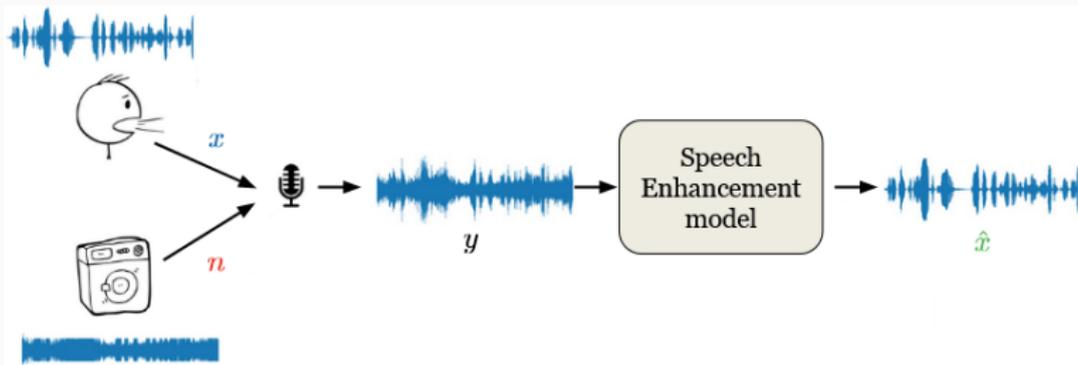 x
n
y
Speech
Enhancement
model
x̂